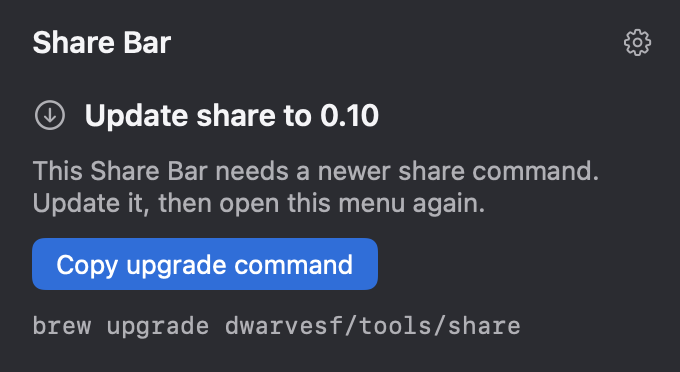 Share Bar
Update share to 0.10
This Share Bar needs a newer share command.
Update it, then open this menu again.
Copy upgrade command
brew upgrade dwarvesf/tools/share